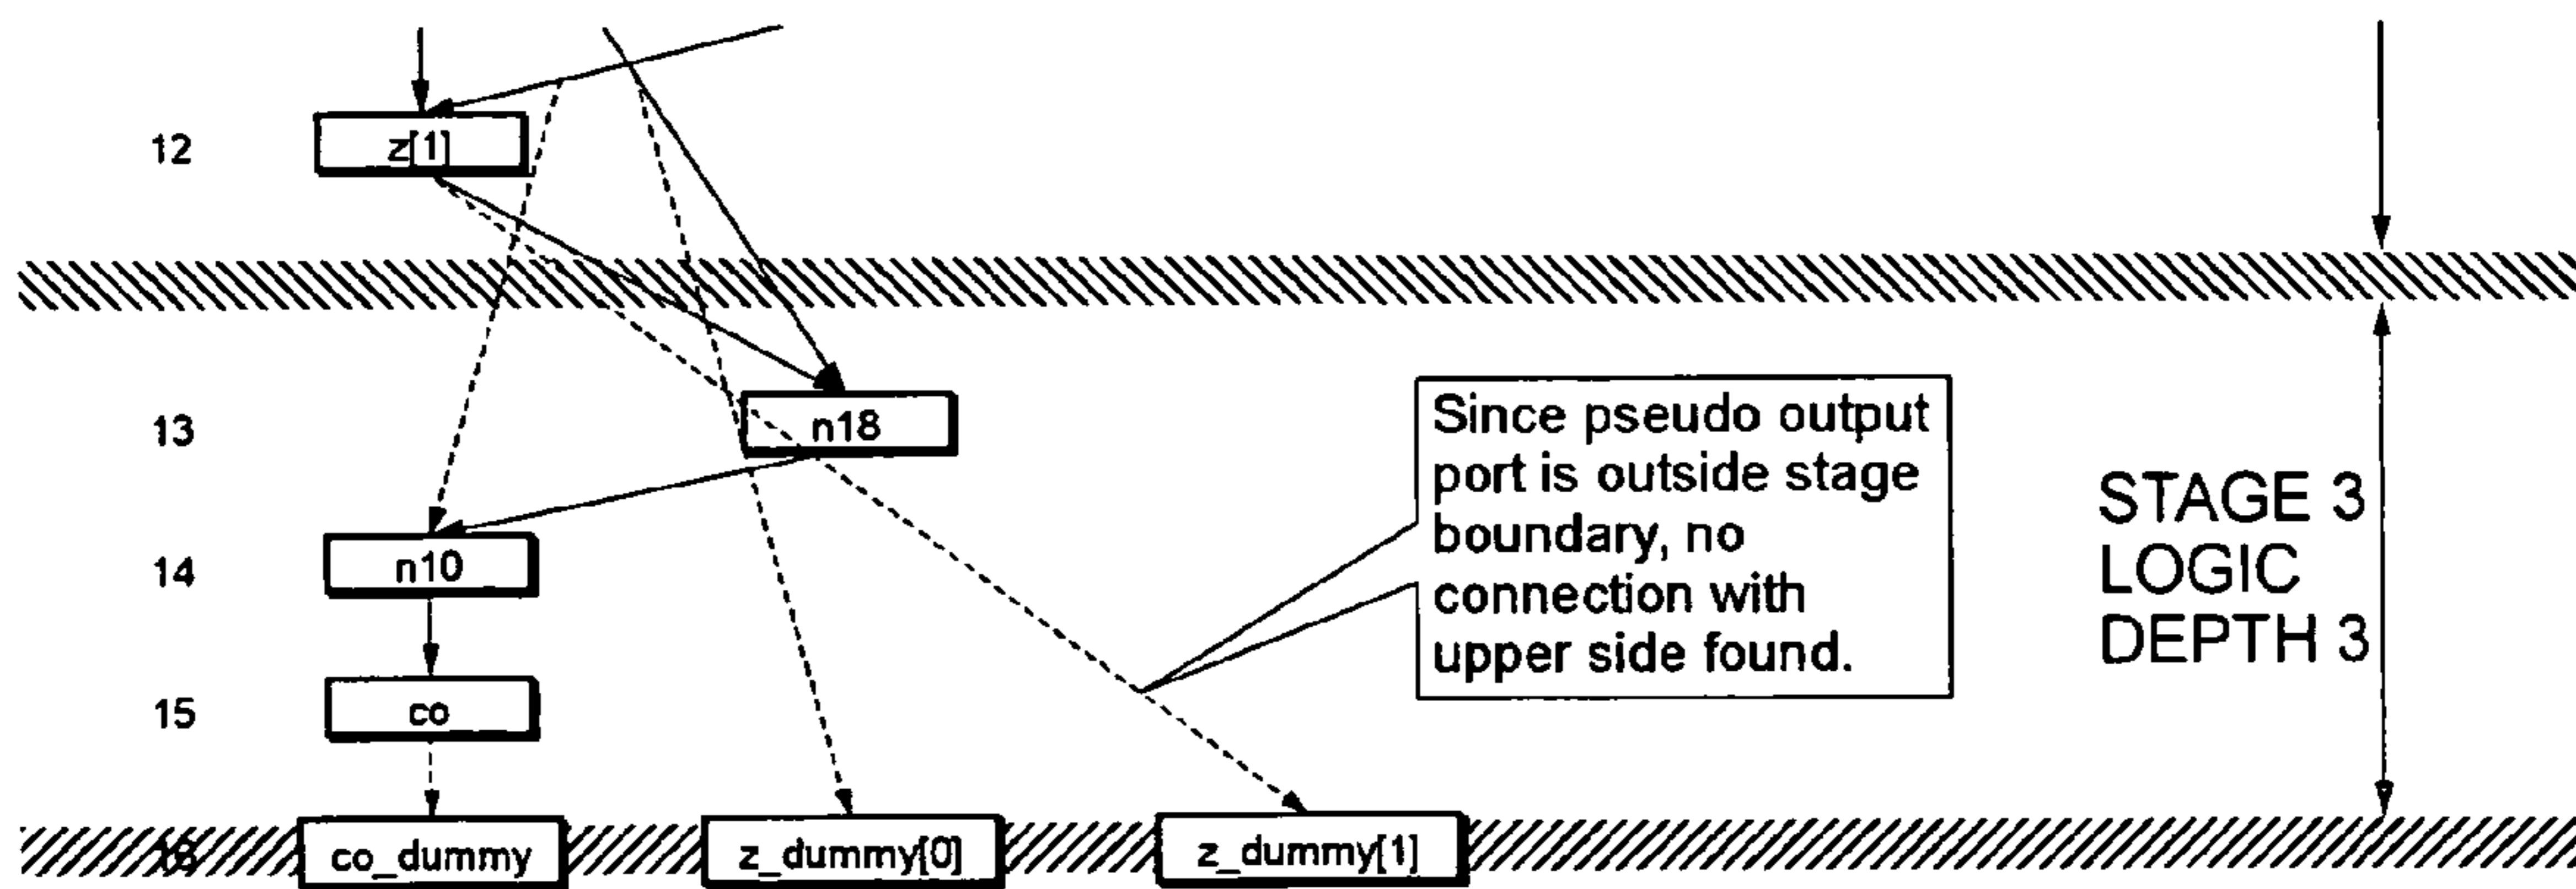 12
z[1]
13
n18
Since pseudo output
port is outside stage
boundary, no
connection with
upper side found.
STAGE 3
LOGIC
DEPTH 3
14
n10
15
co
16
co_dummy
z_dummy[0]
z_dummy[1]